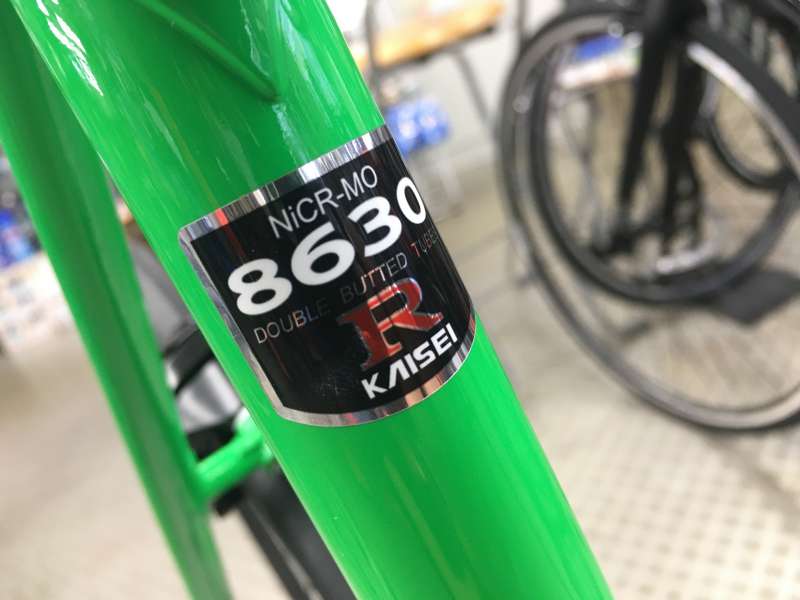 NiCR-MO
8630
DOUBLE BUTTED TUBE
R
KAISEI